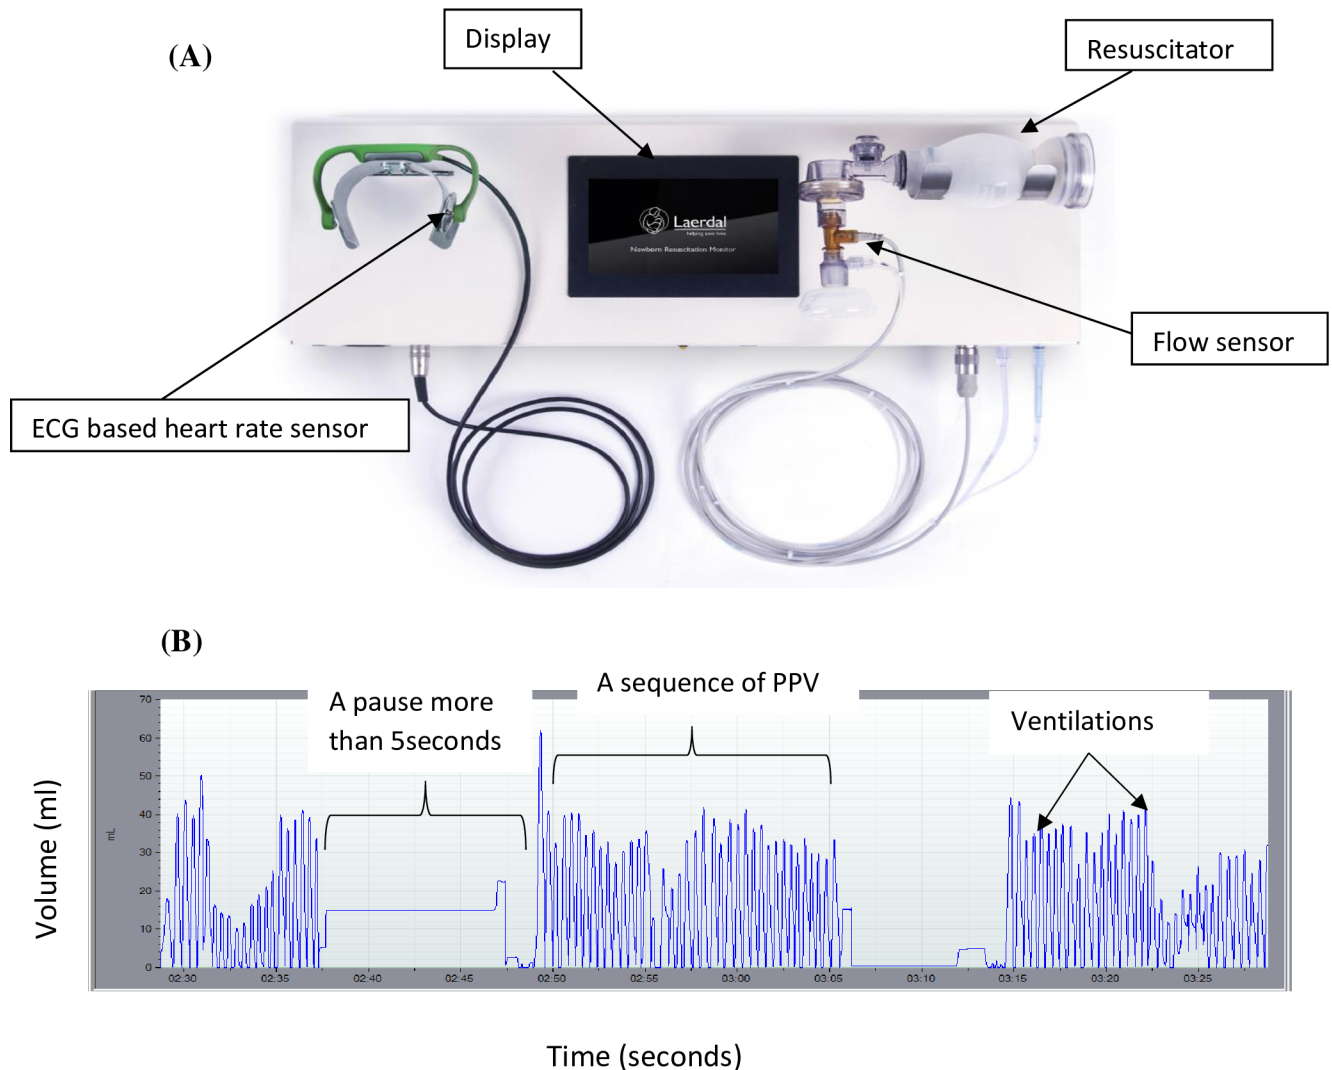 (A)
Display
Resuscitator
Laerdal
helping save lives
Newborn Resuscitation Monitor
Flow sensor
ECG based heart rate sensor
(B)
A pause more
than 5seconds
A sequence of PPV
Ventilations
Volume (ml)
mL
70
60
50
40
30
20
10
0
02:30 02:35 02:40 02:45 02:50 02:55 03:00 03:05 03:10 03:15 03:20 03:25
Time (seconds)